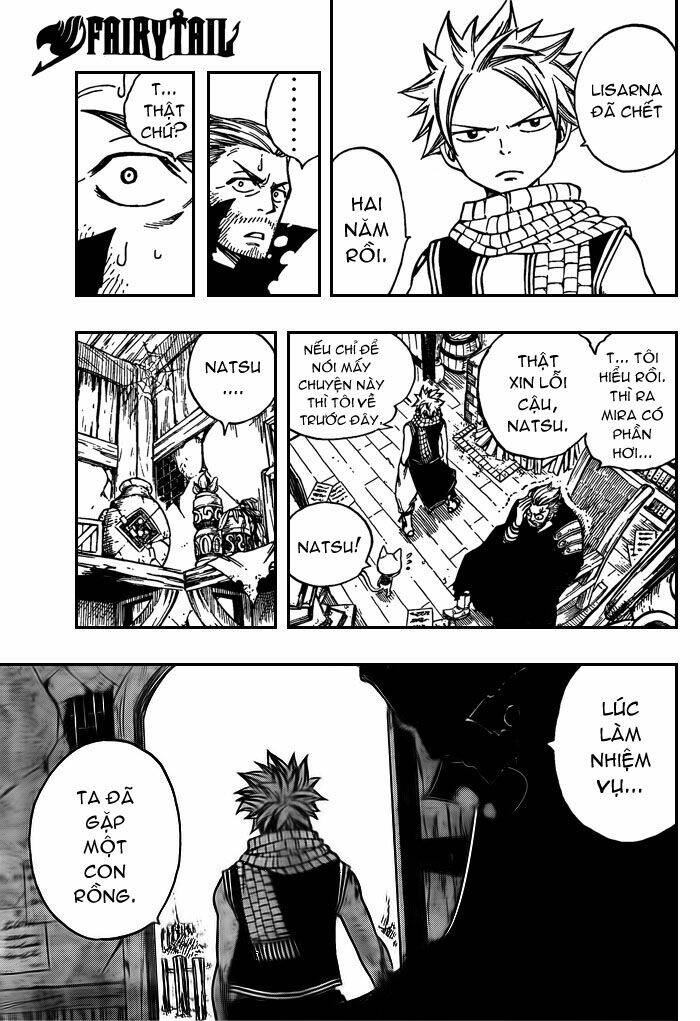 FAIRY TAIL
LISARNA
ĐÃ CHẾT
HAI
NĂM
RỒI.
......
T...
THẬT
CHỨ?
T... TÔI
HIỂU RỒI.
THÌ RA
MIRA CÓ
PHẦN
HƠI...
THẬT
XIN LỖI
CẬU,
NATSU.
NẾU CHỈ ĐỂ
NÓI MẤY
CHUYỆN NÀY
THÌ TÔI VỀ
TRƯỚC ĐÂY.
NATSU!
NATSU
....
LÚC
LÀM
NHIỆM
VỤ...
TA ĐÃ
GẶP
MỘT
CON
RỒNG.